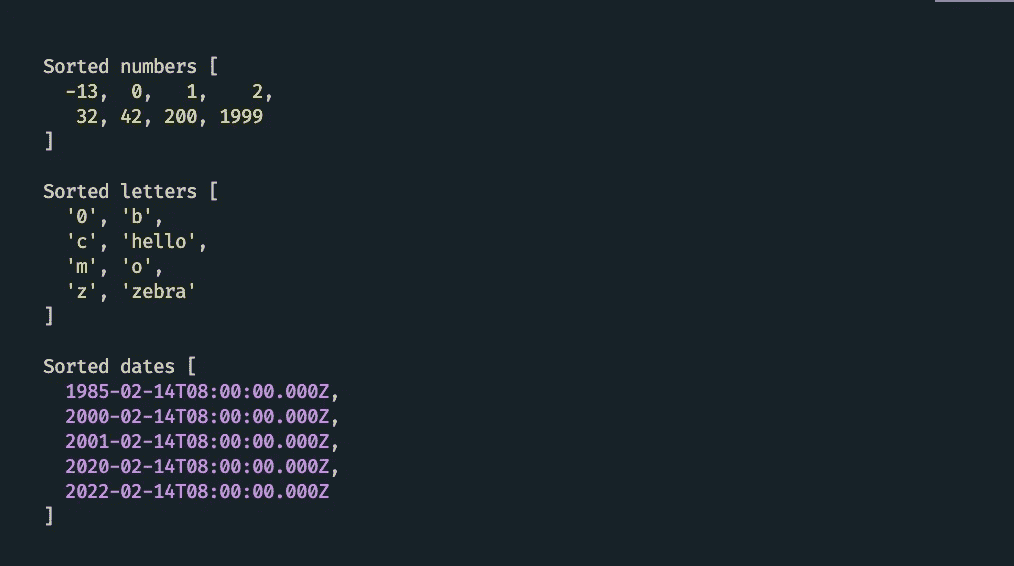 Sorted numbers [
  -13,  0,   1,    2,
   32, 42, 200, 1999
]
Sorted letters [
  '0', 'b',
  'c', 'hello',
  'm', 'o',
  'z', 'zebra'
]
Sorted dates [
  1985-02-14T08:00:00.000Z,
  2000-02-14T08:00:00.000Z,
  2001-02-14T08:00:00.000Z,
  2020-02-14T08:00:00.000Z,
  2022-02-14T08:00:00.000Z
]